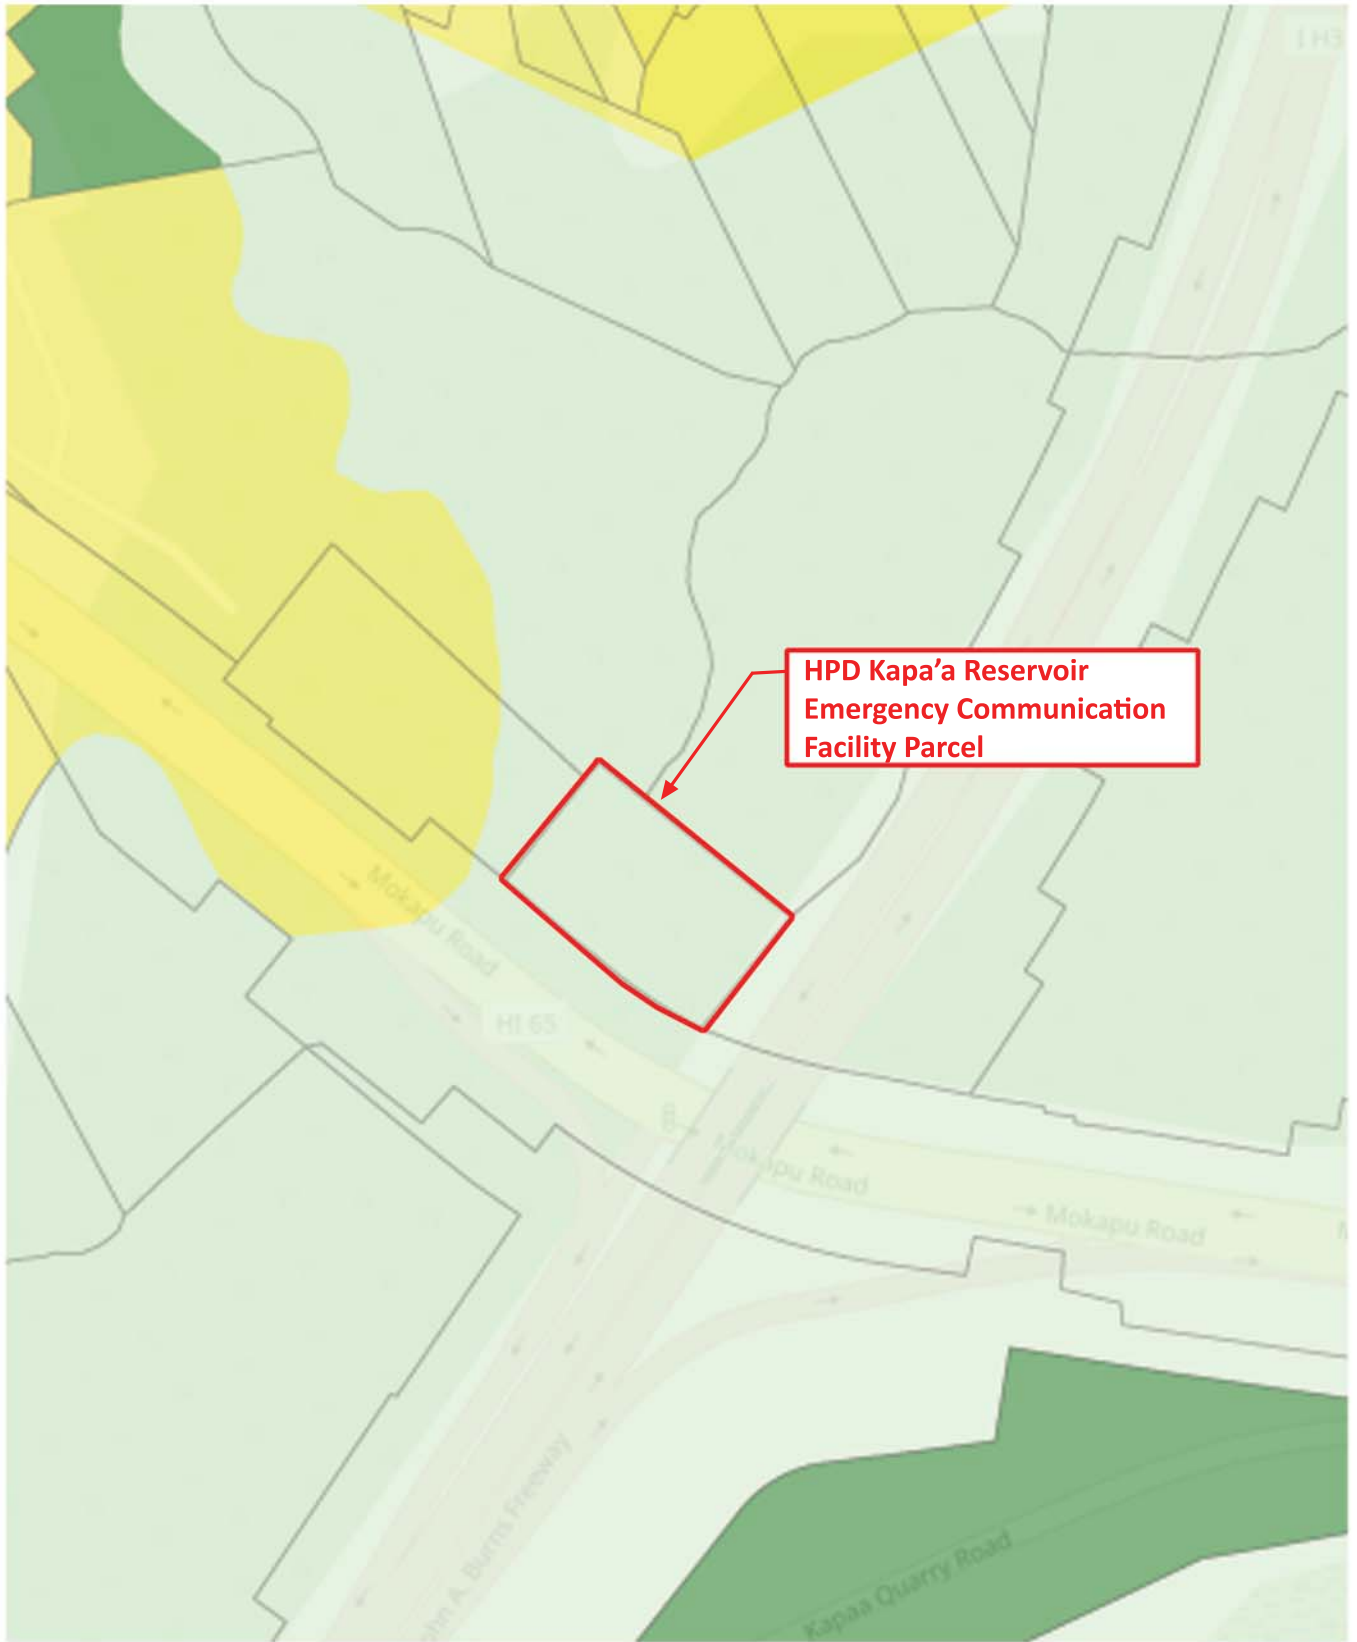 I H3
HPD Kapa’a Reservoir
Emergency Communication
Facility Parcel
Mokapu Road
HI 65
Mokapu Road
Mokapu Road
John A. Burns Freeway
Kapaa Quarry Road